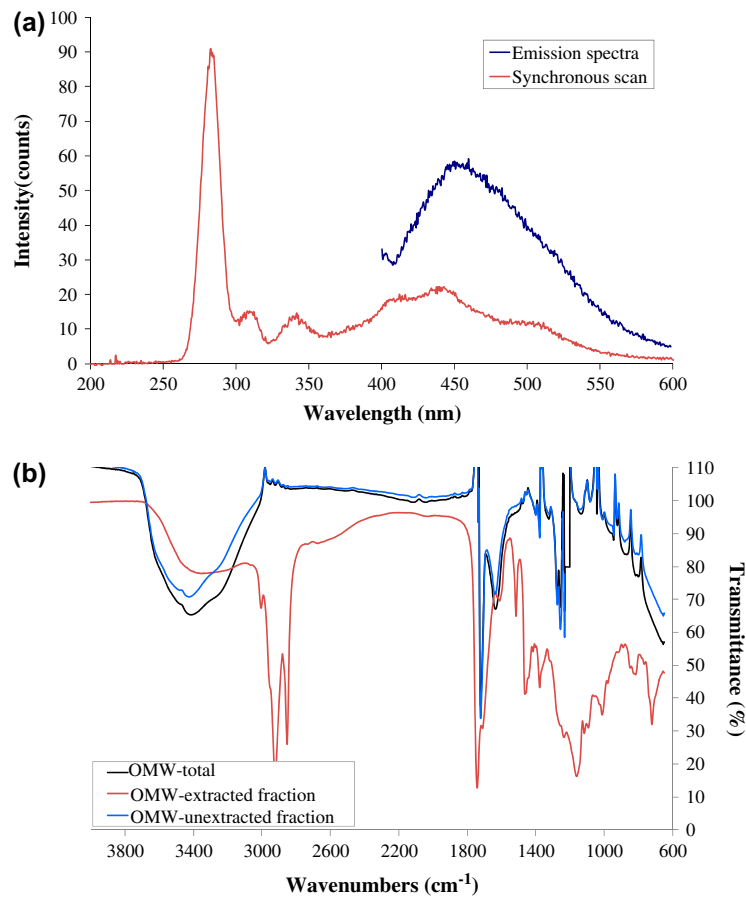 (a)
100
90
80
70
60
50
40
30
20
10
0
Intensity(counts)
Emission spectra
Synchronous scan
200 250 300 350 400 450 500 550 600
Wavelength (nm)
(b)
110
100
90
80
70
60
50
40
30
20
10
0
Transmittance (%)
OMW-total
OMW-extracted fraction
OMW-unextracted fraction
3800 3400 3000 2600 2200 1800 1400 1000 600
Wavenumbers (cm⁻¹)